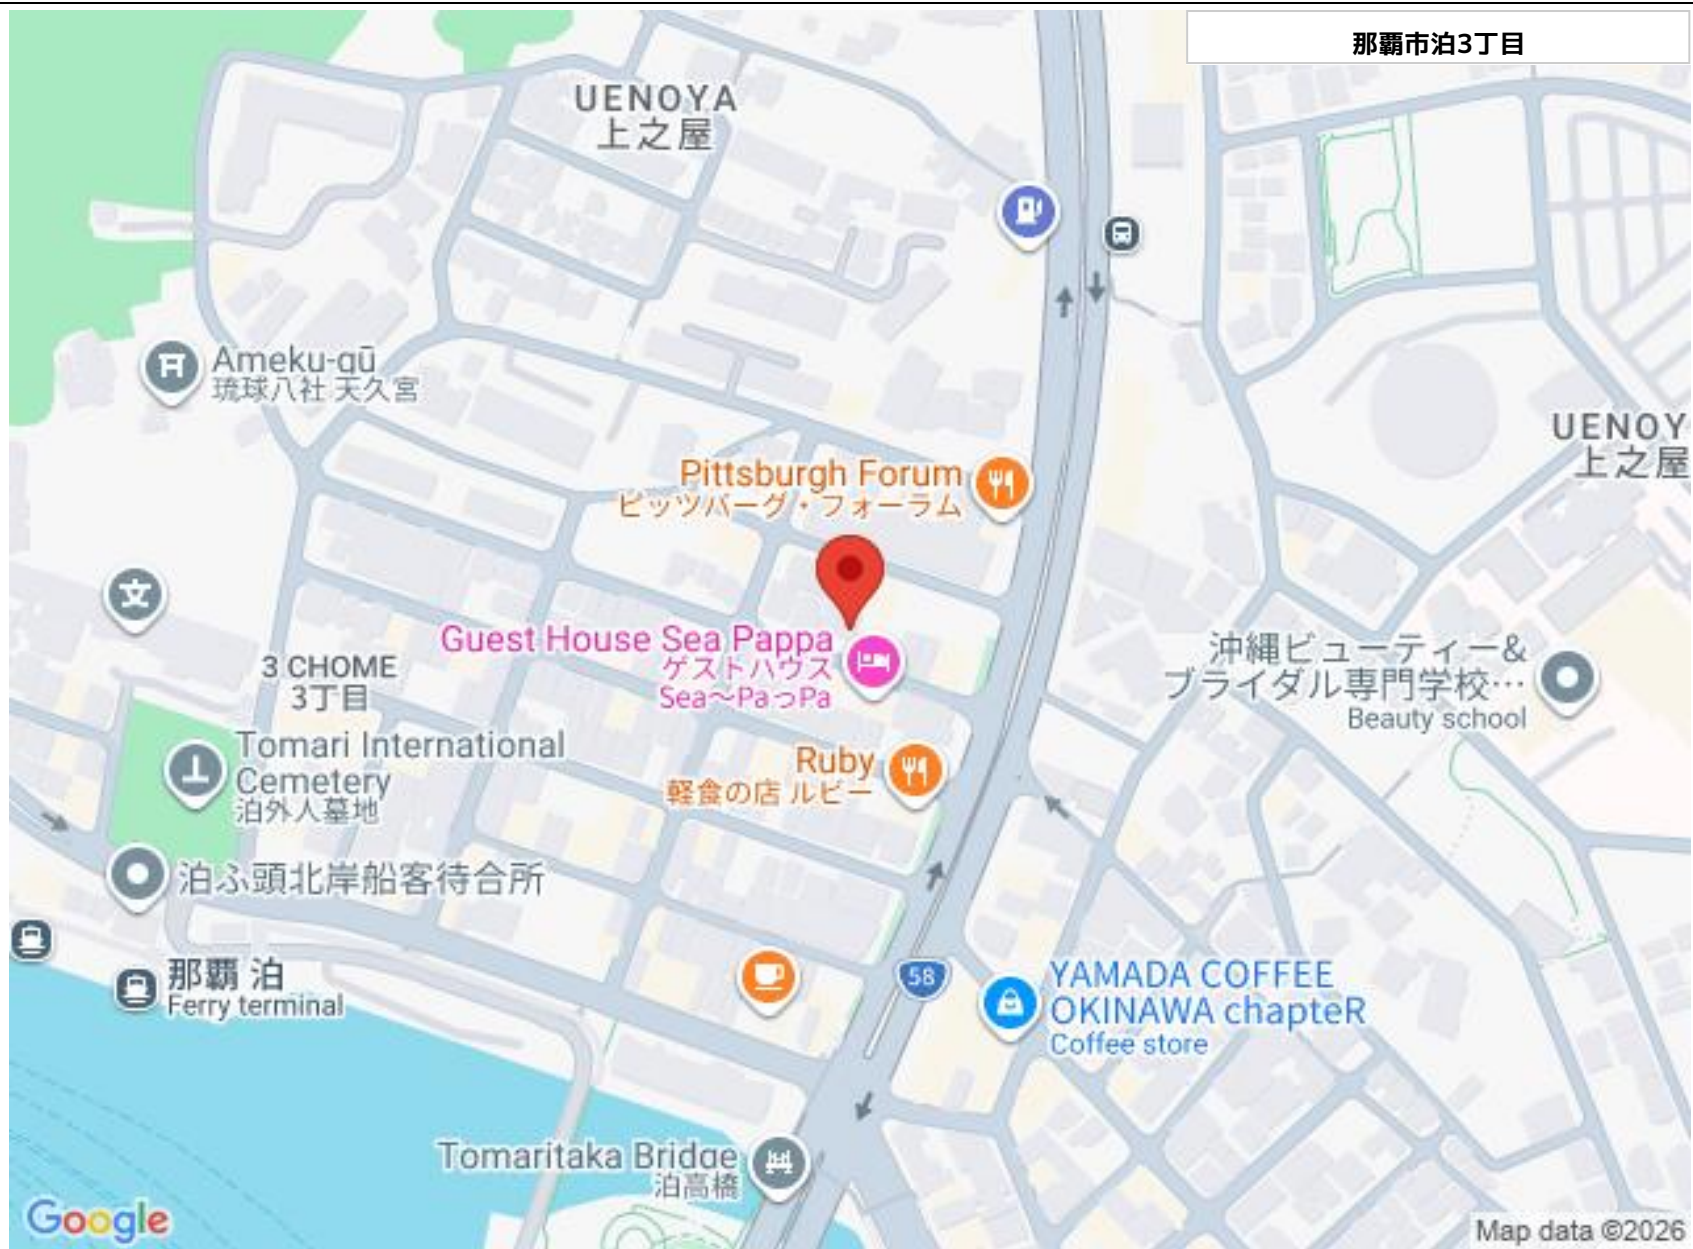 那覇市泊3丁目
UENOYA
上之屋
Ameku-gū
琉球八社 天久宮
UENOY
上之屋
Pittsburgh Forum
ピッツバーグ・フォーラム
文
Guest House Sea Pappa
ゲストハウス
Sea～PaっPa
3 CHOME
3丁目
沖縄ビューティー&
ブライダル専門学校…
Beauty school
Tomari International
Cemetery
泊外人墓地
Ruby
軽食の店 ルビー
泊ふ頭北岸船客待合所
那覇 泊
Ferry terminal
58
YAMADA COFFEE
OKINAWA chapteR
Coffee store
Tomaritaka Bridge
泊高橋
Google
Map data ©2026